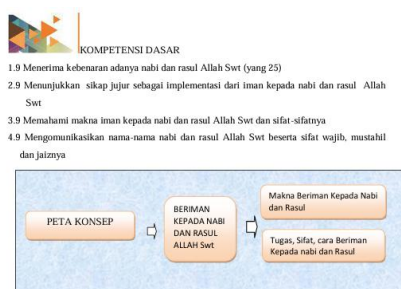 KOMPETENSI DASAR
1.9 Menerima kebenaran adanya nabi dan rasul Allah Swt (yang 25)
2.9 Menunjukkan sikap jujur sebagai implementasi dari iman kepada nabi dan rasul Allah
Swt
3.9 Memahami makna iman kepada nabi dan rasul Allah Swt dan sifat-sifatnya
4.9 Mengomunikasikan nama-nama nabi dan rasul Allah Swt beserta sifat wajib, mustahil
dan jaiznya
PETA KONSEP
BERIMAN
KEPADA NABI
DAN RASUL
ALLAH Swt
Makna Beriman Kepada Nabi
dan Rasul
Tugas, Sifat, cara Beriman
Kepada nabi dan Rasul